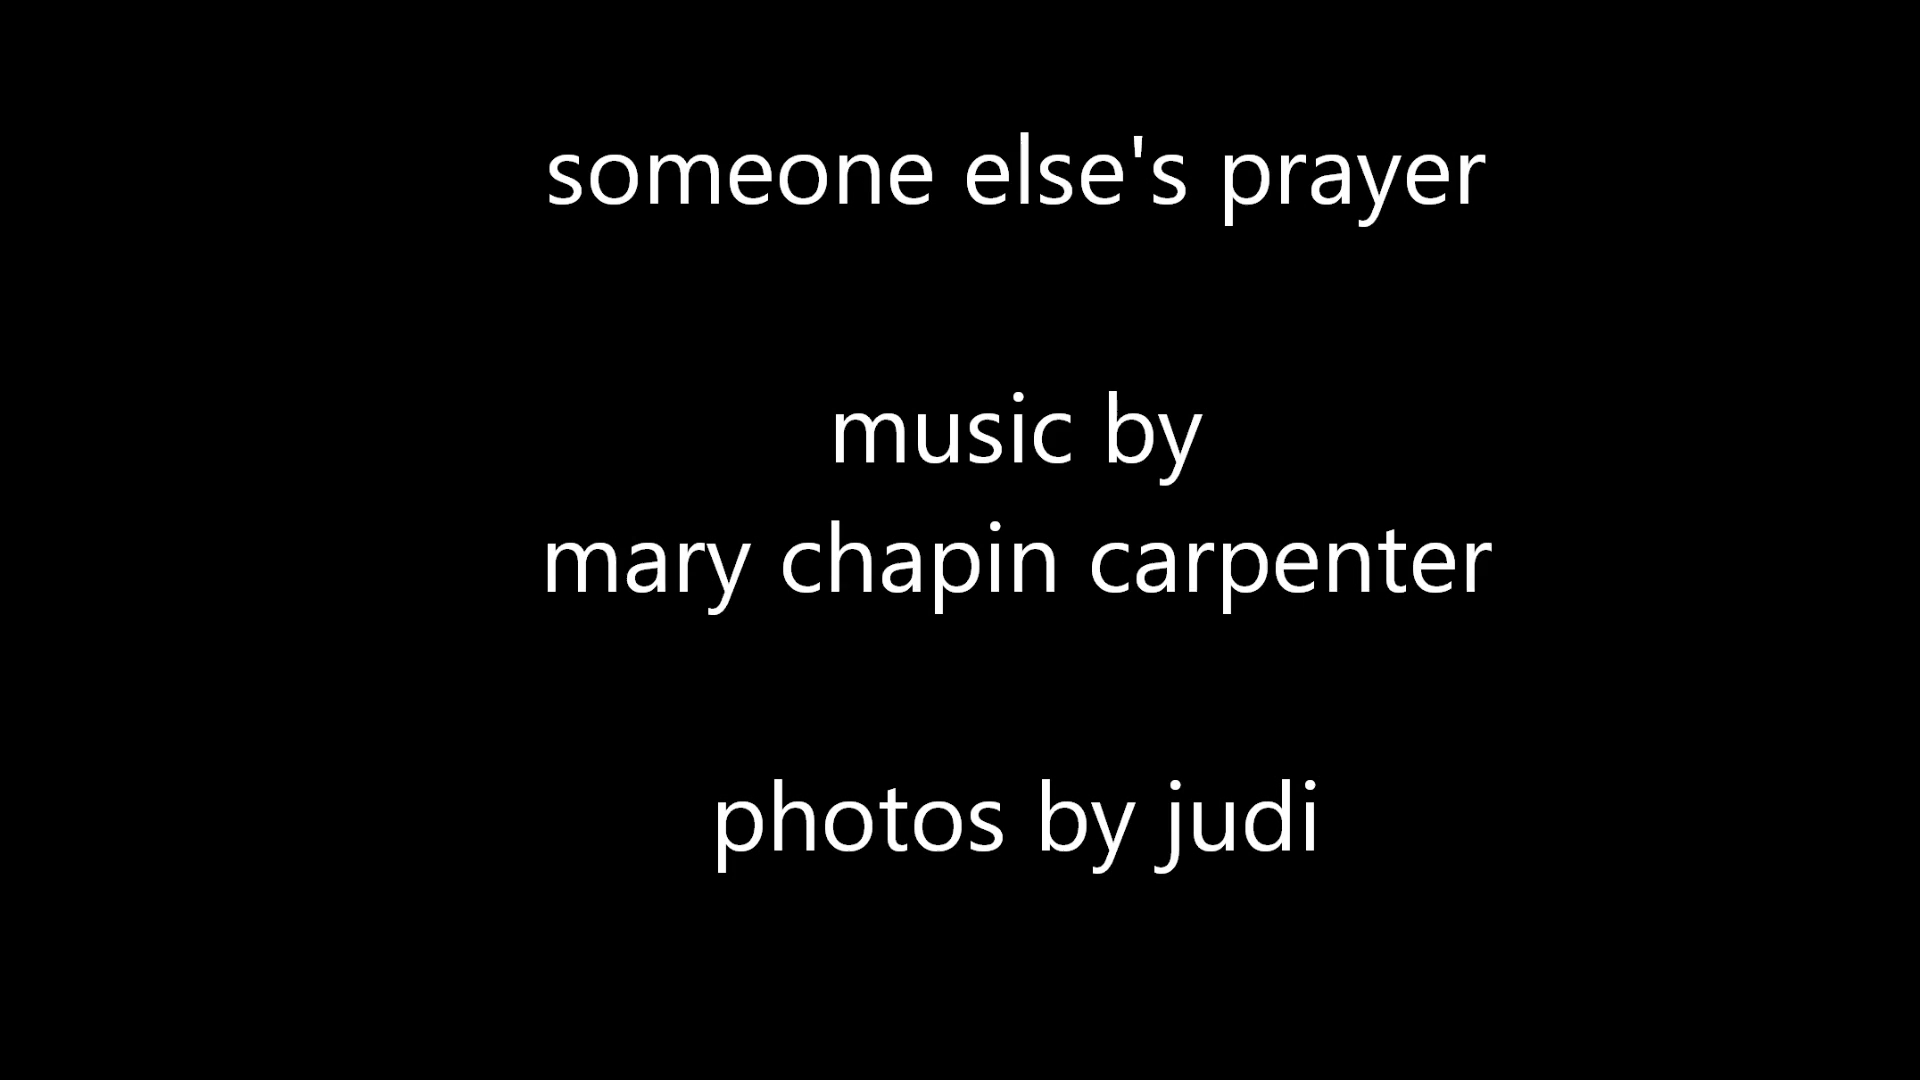 someone else's prayer
music by
mary chapin carpenter
photos by judi